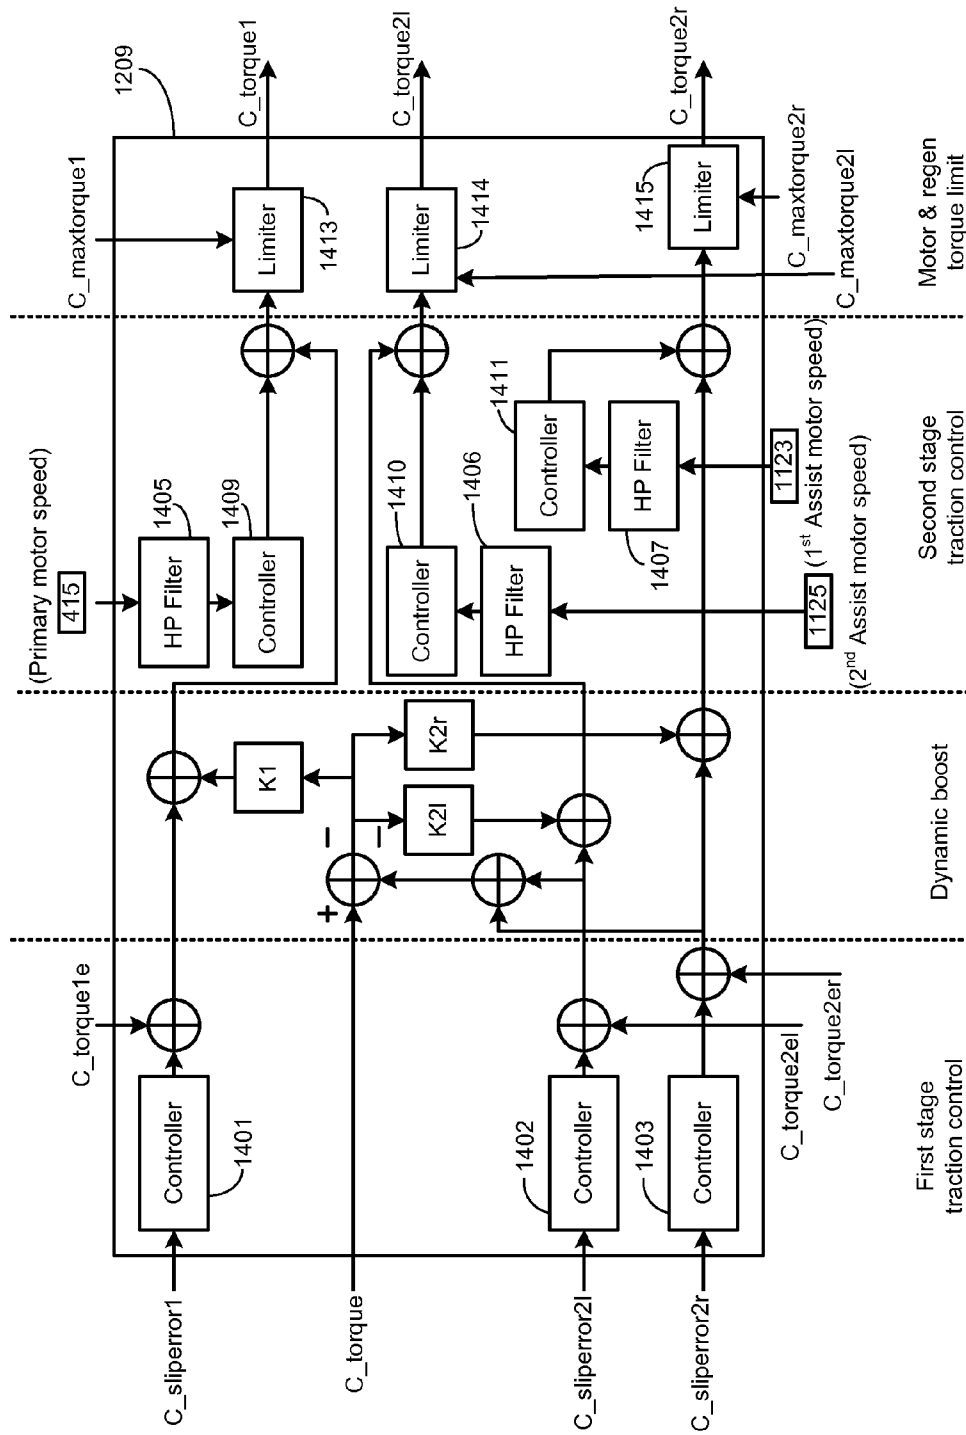 1209
C_maxtorque1
C_torque1
C_torque2l
C_torque2r
C_maxtorque2r
C_maxtorque2l
Limiter
1413
Limiter
1414
Limiter
1415
Motor & regen
torque limit
(Primary motor speed)
415
HP Filter
1405
Controller
1409
Controller
1410
HP Filter
1406
Controller
1411
HP Filter
1407
1123
(1st Assist motor speed)
1125
(2nd Assist motor speed)
Second stage
traction control
K1
K2r
K2l
+
−
−
Dynamic boost
C_torque1e
C_torque2el
C_torque2er
Controller
1401
Controller
1402
Controller
1403
First stage
traction control
C_sliperror1
C_torque
C_sliperror2l
C_sliperror2r